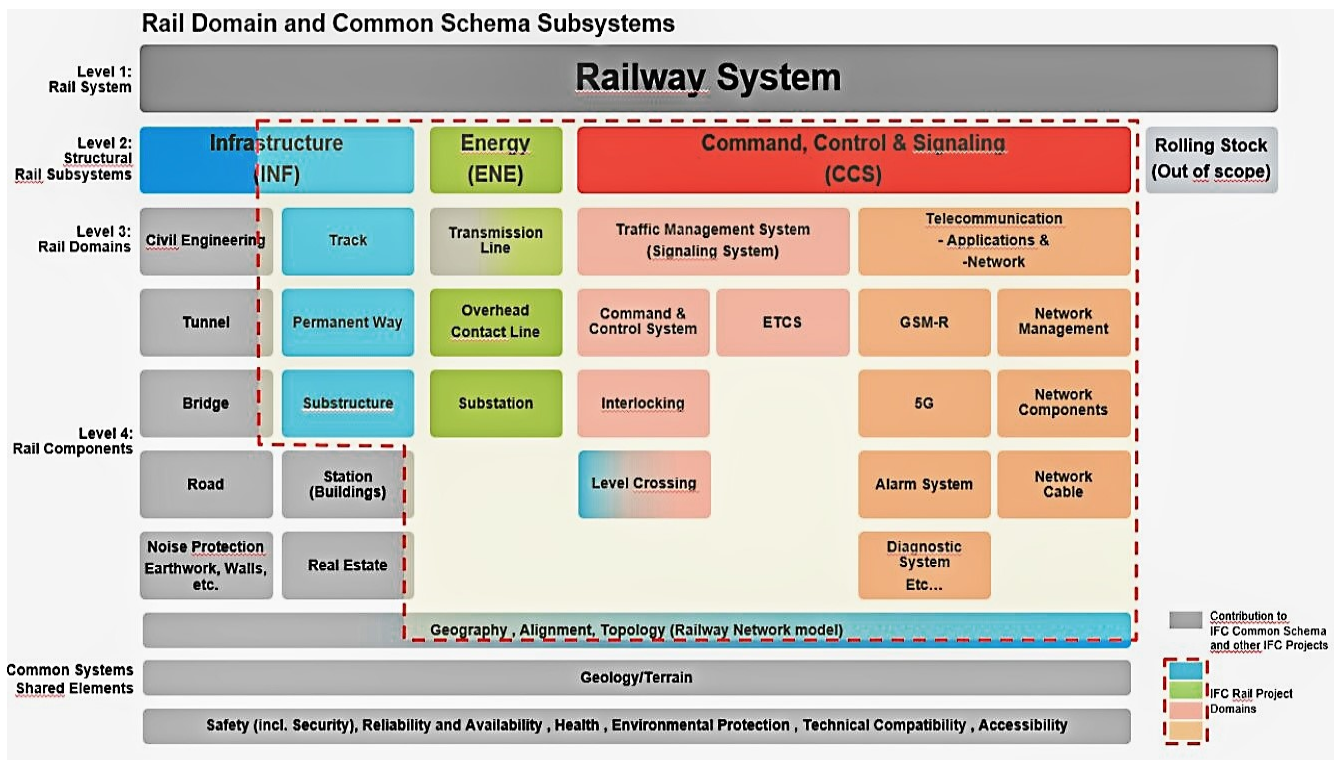 Rail Domain and Common Schema Subsystems
Level 1:
Rail System
Railway System
Level 2:
Structural
Rail Subsystems
Infrastructure
(INF)
Energy
(ENE)
Command, Control & Signaling
(CCS)
Rolling Stock
(Out of scope)
Level 3:
Rail Domains
Civil Engineering
Track
Transmission
Line
Traffic Management System
(Signaling System)
Telecommunication
- Applications &
-Network
Level 4:
Rail Components
Tunnel
Permanent Way
Overhead
Contact Line
Command &
Control System
ETCS
GSM-R
Network
Management
Bridge
Substructure
Substation
Interlocking
5G
Network
Components
Road
Station
(Buildings)
Level Crossing
Alarm System
Network
Cable
Noise Protection
Earthwork, Walls,
etc.
Real Estate
Diagnostic
System
Etc...
Geography , Alignment, Topology (Railway Network model)
Common Systems
Shared Elements
Geology/Terrain
Safety (incl. Security), Reliability and Availability , Health , Environmental Protection , Technical Compatibility , Accessibility
Contribution to
IFC Common Schema
and other IFC Projects
IFC Rail Project
Domains